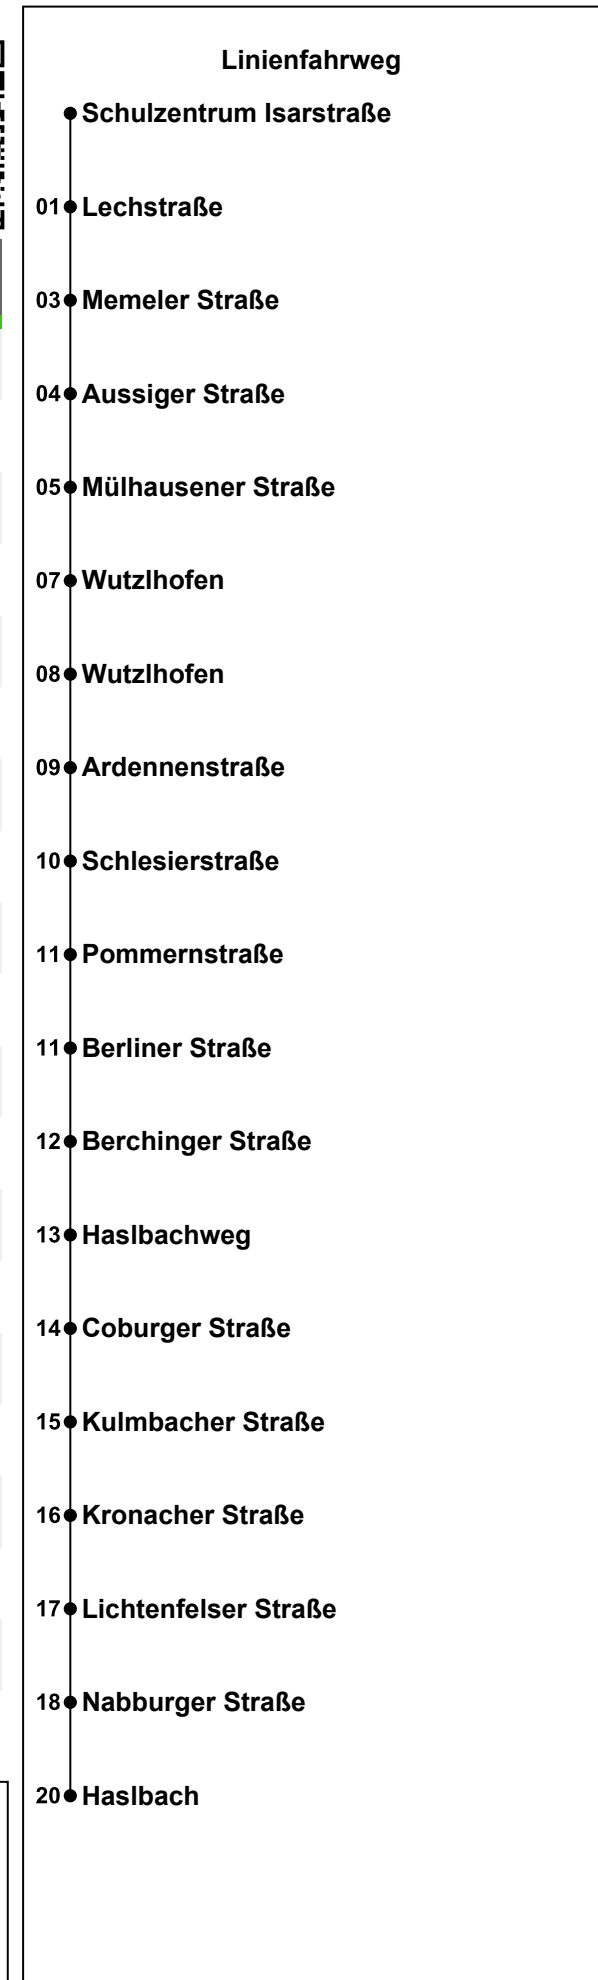 Linienfahrweg
Schulzentrum Isarstraße
01 Lechstraße
03 Memeler Straße
04 Aussiger Straße
05 Mülhausener Straße
07 Wutzlhofen
08 Wutzlhofen
09 Ardennenstraße
10 Schlesierstraße
11 Pommernstraße
11 Berliner Straße
12 Berchinger Straße
13 Haslbachweg
14 Coburger Straße
15 Kulmbacher Straße
16 Kronacher Straße
17 Lichtenfelser Straße
18 Nabburger Straße
20 Haslbach